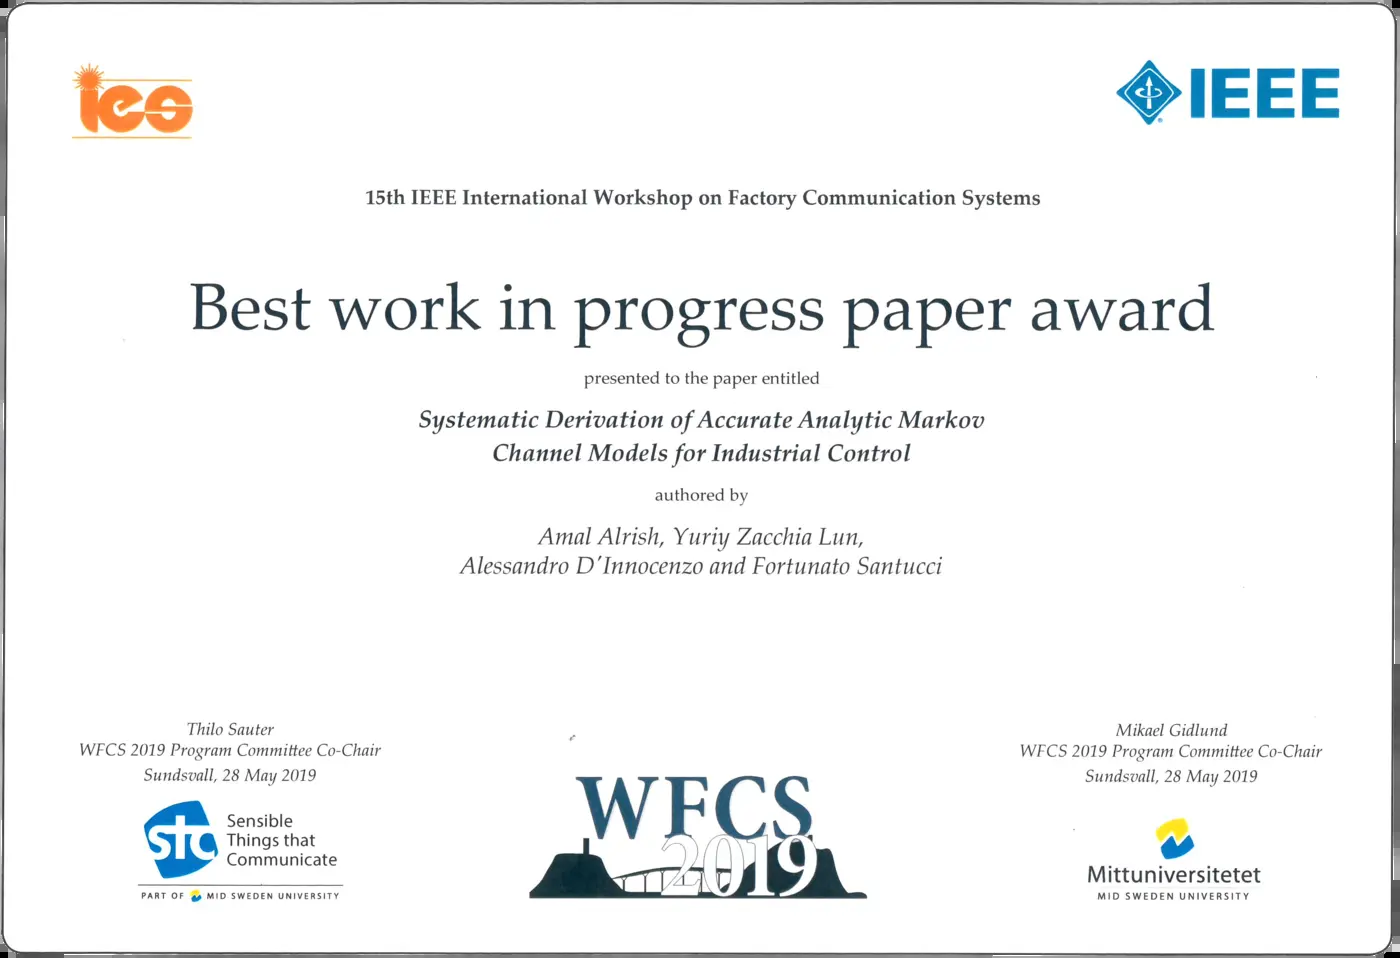 ies
IEEE
15th IEEE International Workshop on Factory Communication Systems
Best work in progress paper award
presented to the paper entitled
Systematic Derivation of Accurate Analytic Markov
Channel Models for Industrial Control
authored by
Amal Alrish, Yuriy Zacchia Lun,
Alessandro D'Innocenzo and Fortunato Santucci
Thilo Sauter
WFCS 2019 Program Committee Co-Chair
Sundsvall, 28 May 2019
Mikael Gidlund
WFCS 2019 Program Committee Co-Chair
Sundsvall, 28 May 2019
stc
Sensible
Things that
Communicate
PART OF MID SWEDEN UNIVERSITY
WFCS
2019
Mittuniversitetet
MID SWEDEN UNIVERSITY